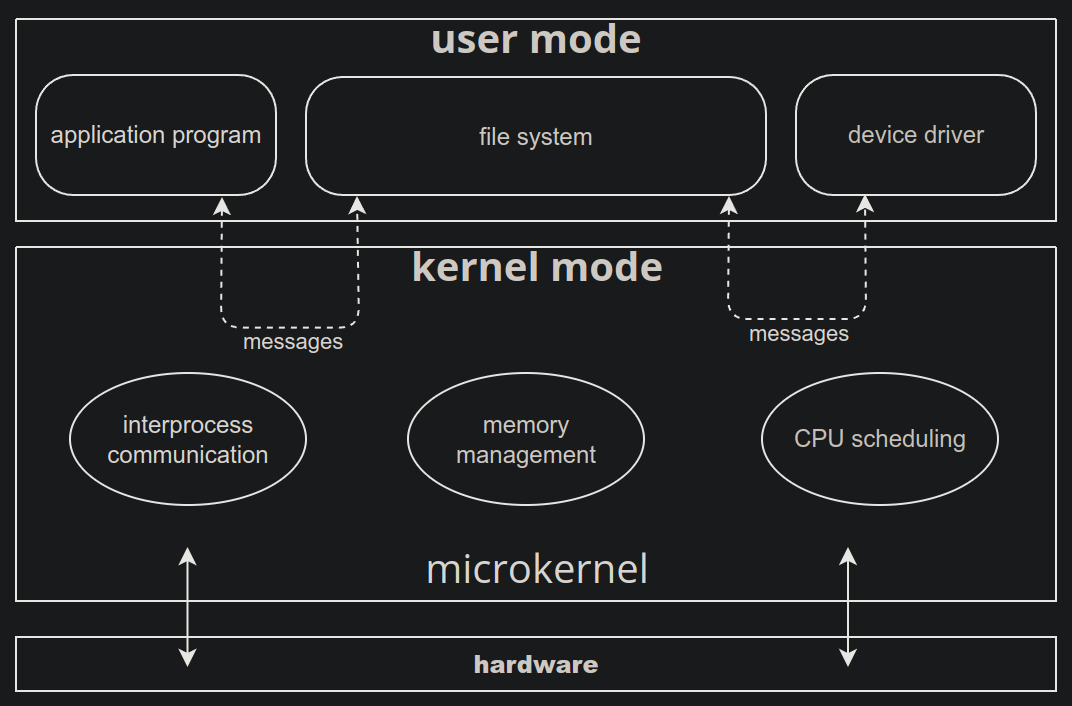 user mode
application program
file system
device driver
kernel mode
messages
messages
interprocess
communication
memory
management
CPU scheduling
microkernel
hardware